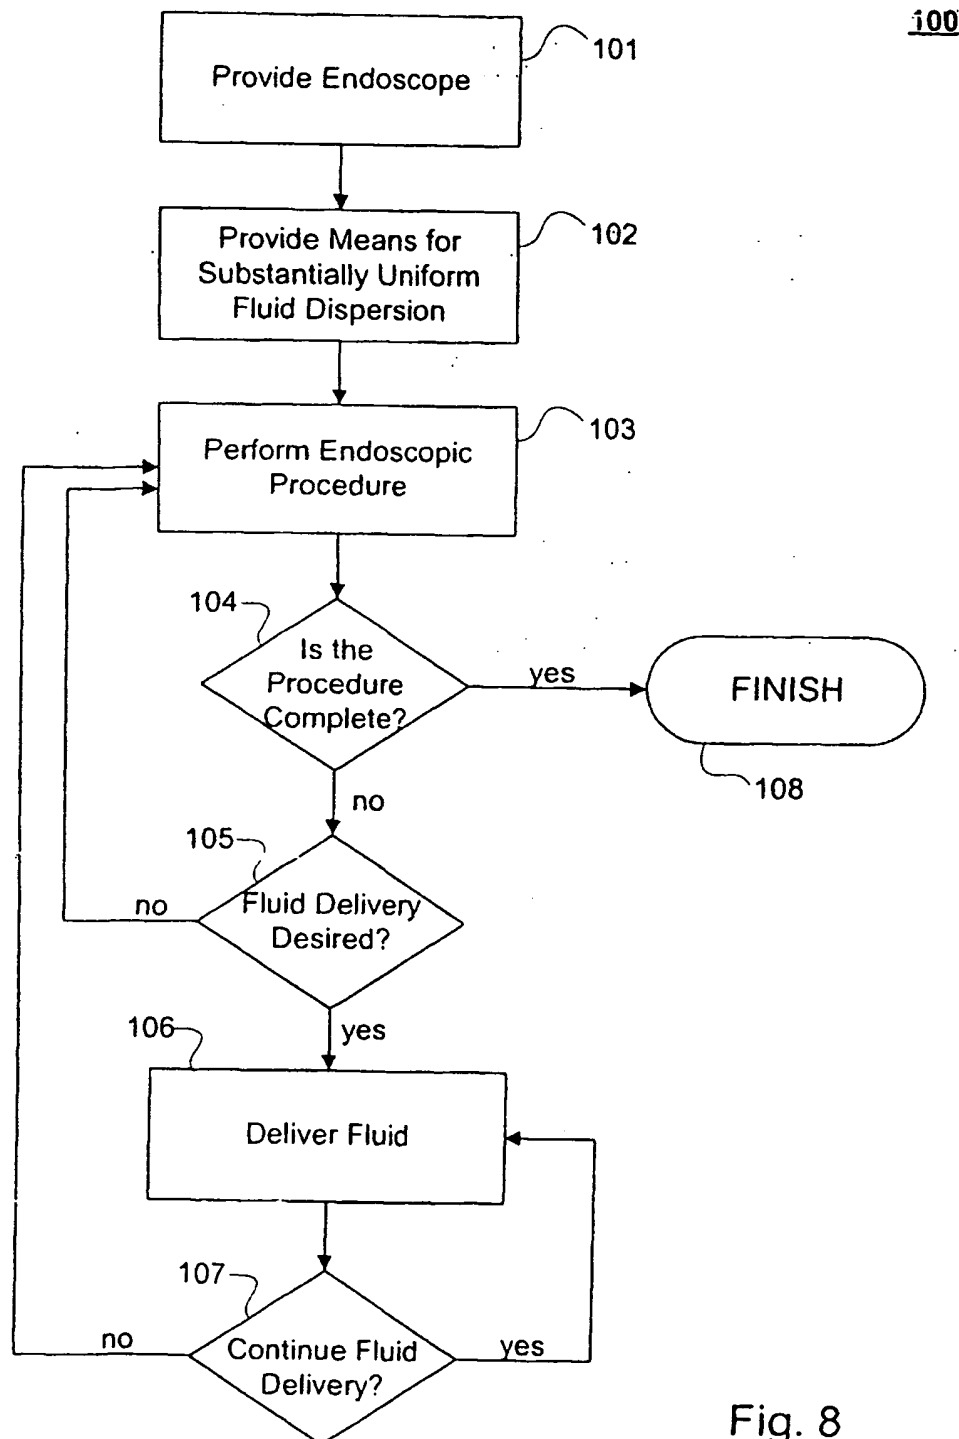 100
Provide Endoscope
101
Provide Means for
Substantially Uniform
Fluid Dispersion
102
Perform Endoscopic
Procedure
103
104
Is the
Procedure
Complete?
yes
FINISH
108
no
105
Fluid Delivery
Desired?
no
yes
106
Deliver Fluid
107
Continue Fluid
Delivery?
no
yes
Fig. 8